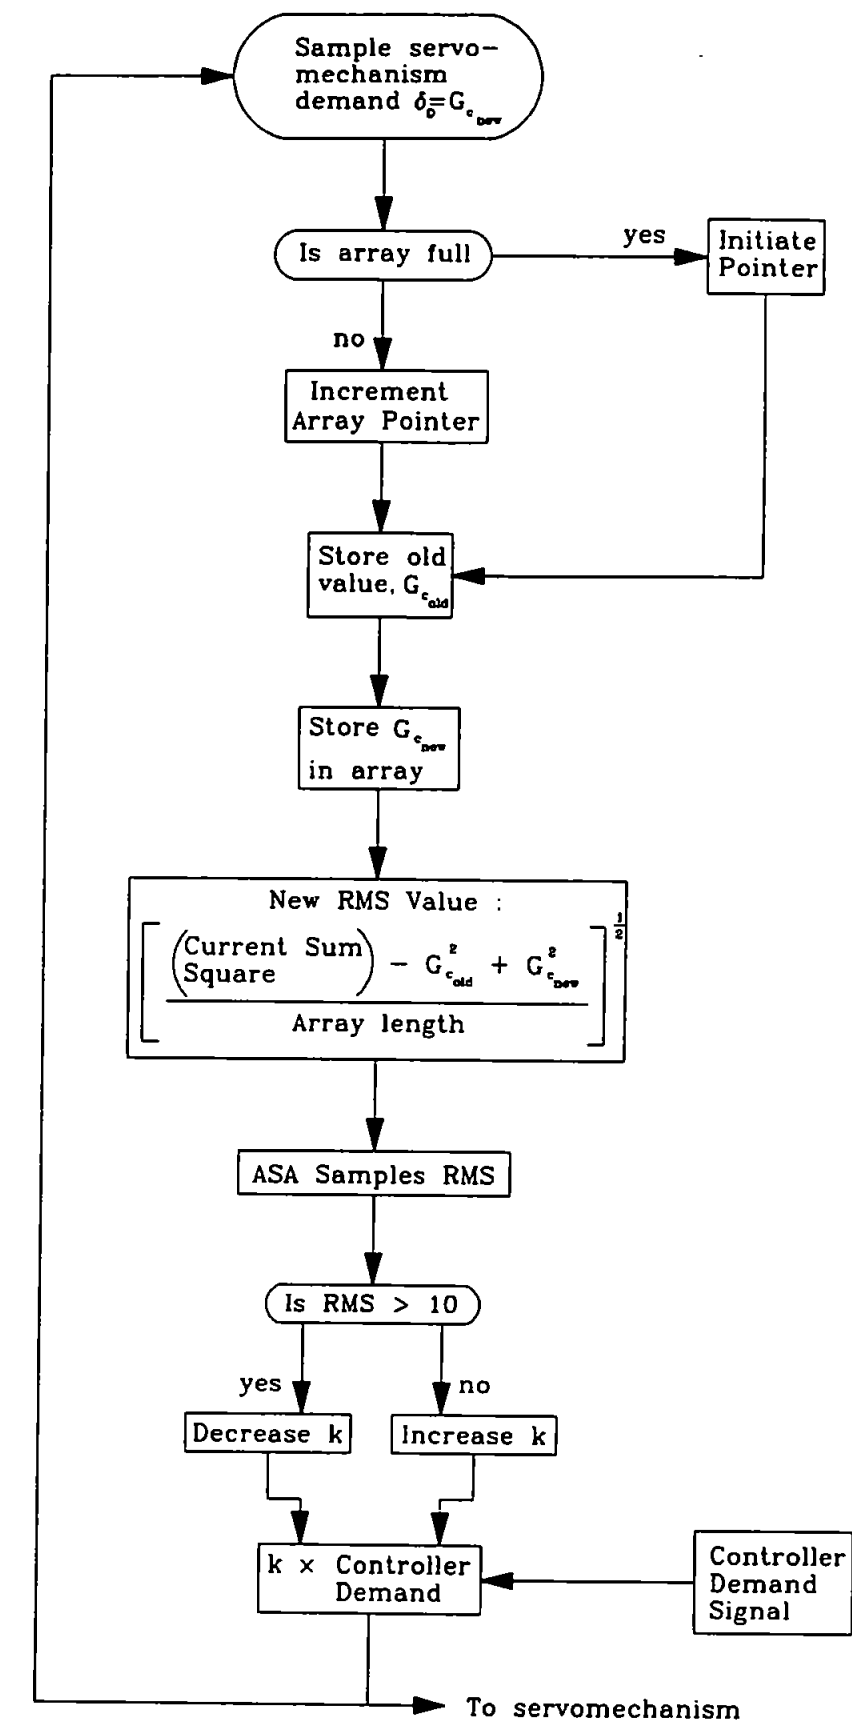 Sample servo-
mechanism
demand δD=Gcnew
Is array full
yes
Initiate
Pointer
no
Increment
Array Pointer
Store old
value, Gcold
Store Gcnew
in array
New RMS Value :
[ (Current Sum
Square) - G²cold + G²cnew ]½
Array length
ASA Samples RMS
Is RMS > 10
yes
no
Decrease k
Increase k
k × Controller
Demand
Controller
Demand
Signal
To servomechanism